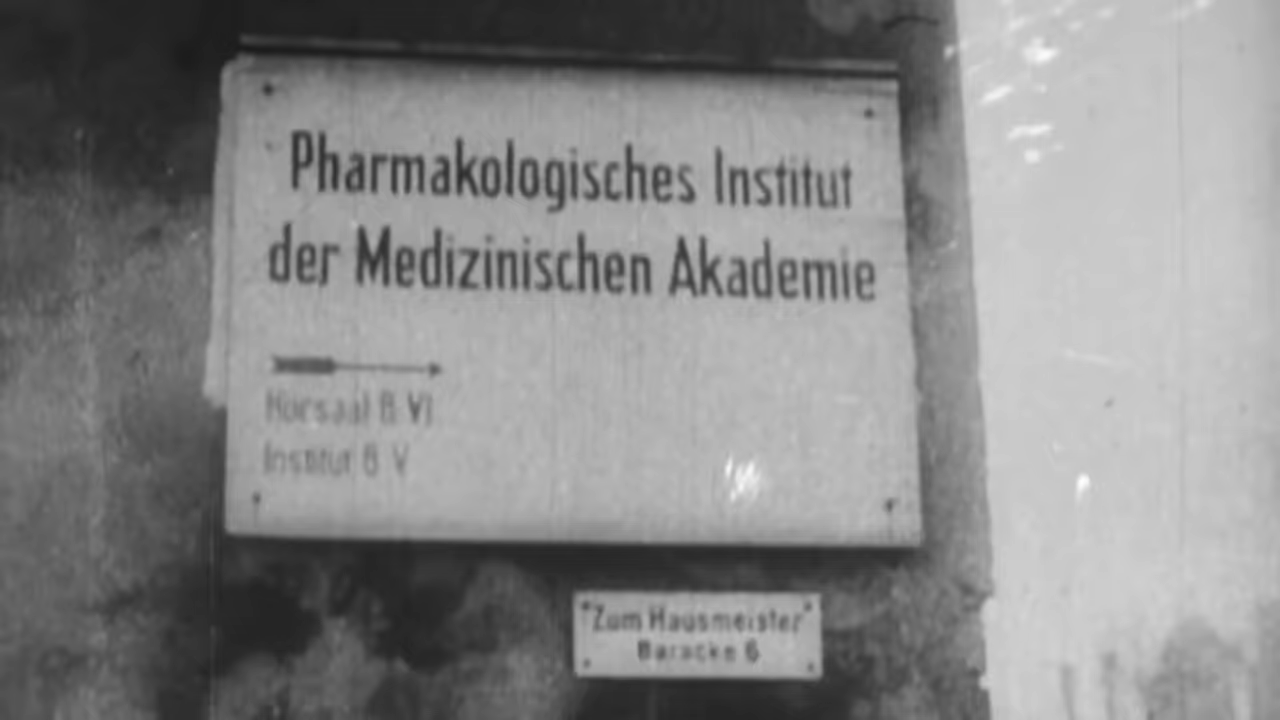 Pharmakologisches Institut
der Medizinischen Akademie
Hörsaal B VI
Institut B V
"Zum Hausmeister"
Baracke 6